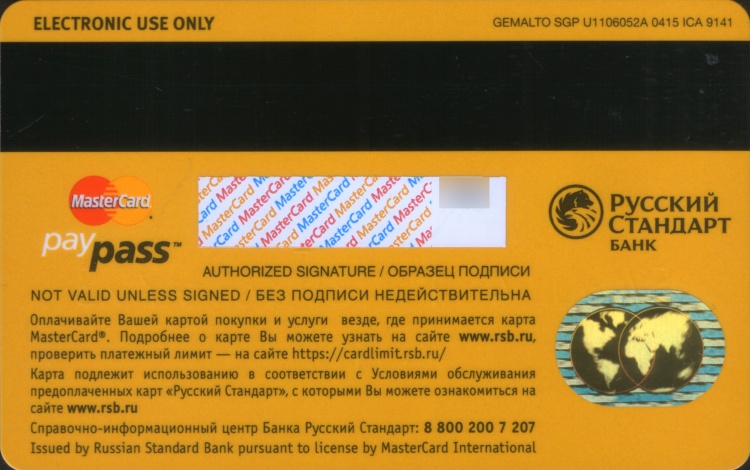 ELECTRONIC USE ONLY
GEMALTO SGP U1106052A 0415 ICA 9141
MasterCard
paypass™
РУССКИЙ
СТАНДАРТ
БАНК
AUTHORIZED SIGNATURE / ОБРАЗЕЦ ПОДПИСИ
NOT VALID UNLESS SIGNED / БЕЗ ПОДПИСИ НЕДЕЙСТВИТЕЛЬНА
Оплачивайте Вашей картой покупки и услуги везде, где принимается карта
MasterCard®. Подробнее о карте Вы можете узнать на сайте www.rsb.ru,
проверить платежный лимит — на сайте https://cardlimit.rsb.ru/
Карта подлежит использованию в соответствии с Условиями обслуживания
предоплаченных карт «Русский Стандарт», с которыми Вы можете ознакомиться на
сайте www.rsb.ru
Справочно-информационный центр Банка Русский Стандарт: 8 800 200 7 207
Issued by Russian Standard Bank pursuant to license by MasterCard International